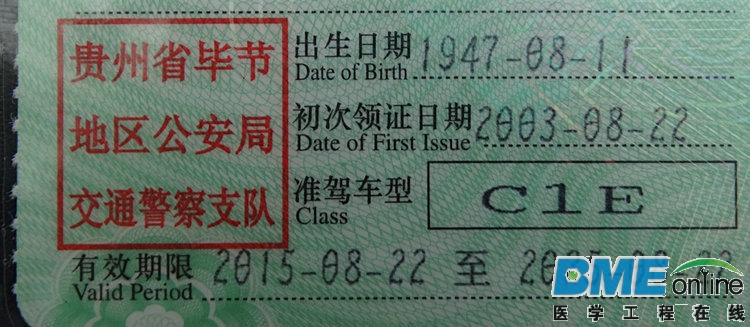 贵州省毕节
地区公安局
交通警察支队
出生日期 1947-08-11
Date of Birth
初次领证日期 2003-08-22
Date of First Issue
准驾车型 C1E
Class
有效期限 2015-08-22 至
Valid Period
BME online
医学工程在线